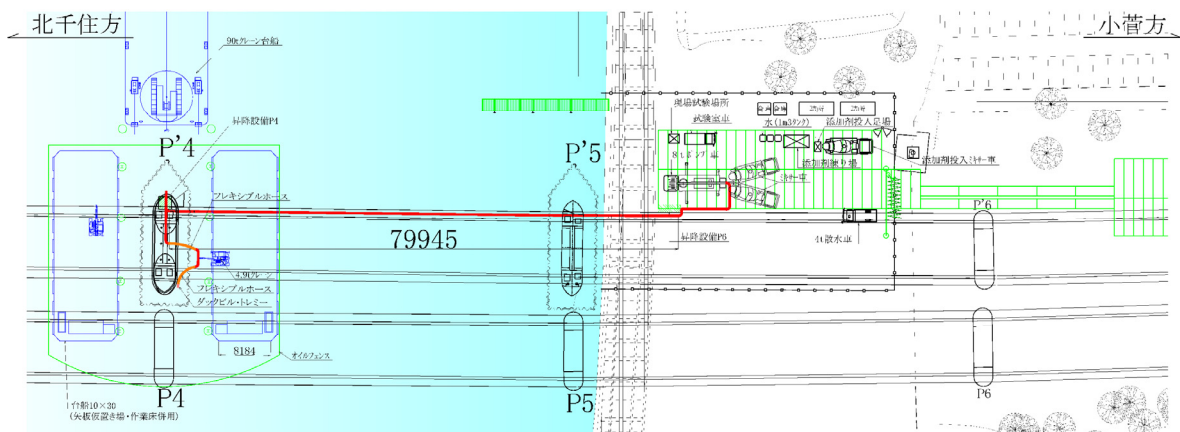 北千住方
小菅方
90tクレーン台船
昇降設備P4
P'4
P'5
フレキシブルホース
79945
4.9tクレーン
フレキシブルホース
ダックビル・トレミー
8184
オイルフェンス
P4
P5
(矢板仮置き場・作業床併用)
現場試験場所
試験室車
水(1m3タンク)
添加剤投入足場
8tポンプ車
添加剤練り場
添加剤投入ミキサー車
ミキサー車
昇降設備P6
4t散水車
P'6
P6